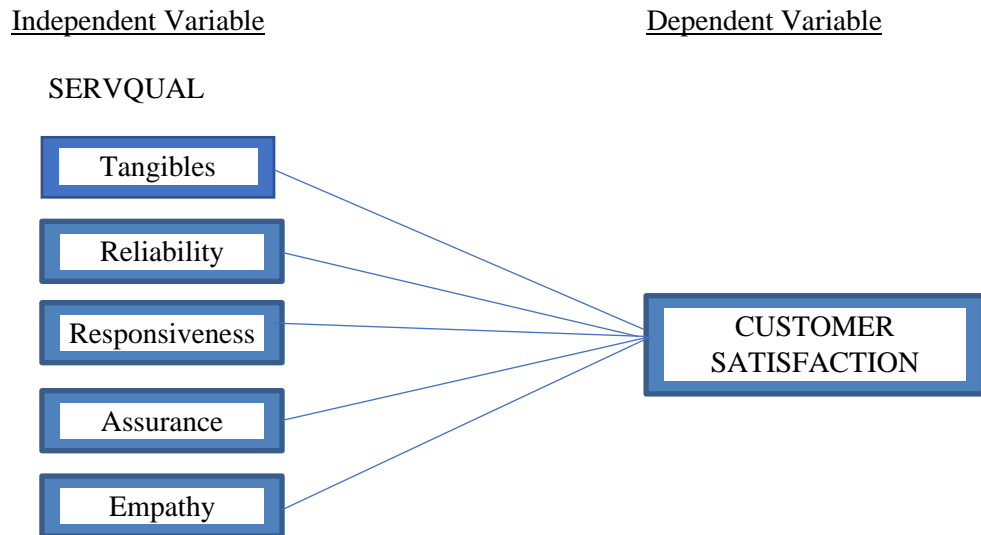 Independent Variable
Dependent Variable
SERVQUAL
Tangibles
Reliability
Responsiveness
Assurance
Empathy
CUSTOMER
SATISFACTION